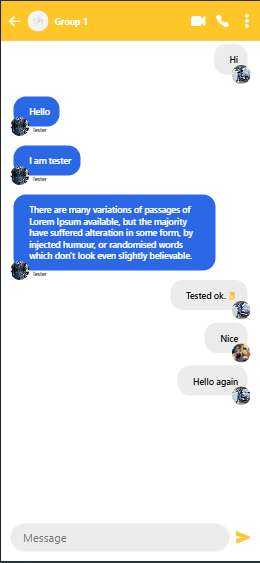 Group 1
Hi
Hello
Tester
I am tester
Tester
There are many variations of passages of
Lorem Ipsum available, but the majority
have suffered alteration in some form, by
injected humour, or randomised words
which don't look even slightly believable.
Tester
Tested ok. 👌
Nice
Hello again
Message